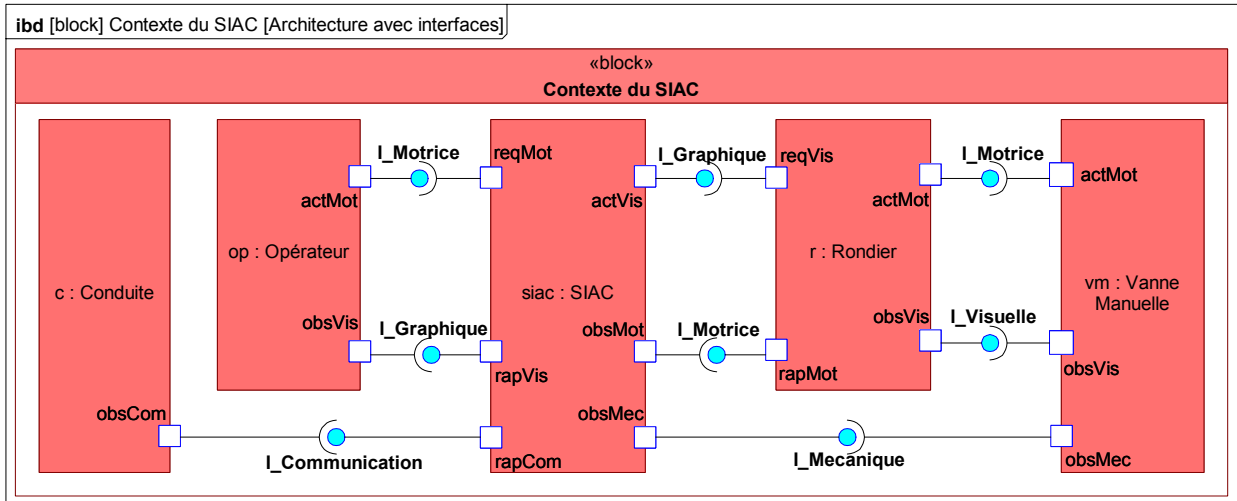 ibd [block] Contexte du SIAC [Architecture avec interfaces]
«block»
Contexte du SIAC
I_Motrice
reqMot
I_Graphique
reqVis
I_Motrice
actMot
actMot
actVis
actMot
op : Opérateur
r : Rondier
c : Conduite
siac : SIAC
vm : Vanne
Manuelle
obsVis
I_Graphique
obsMot
I_Motrice
obsVis
I_Visuelle
rapVis
rapMot
obsVis
obsCom
obsMec
I_Communication
rapCom
I_Mecanique
obsMec